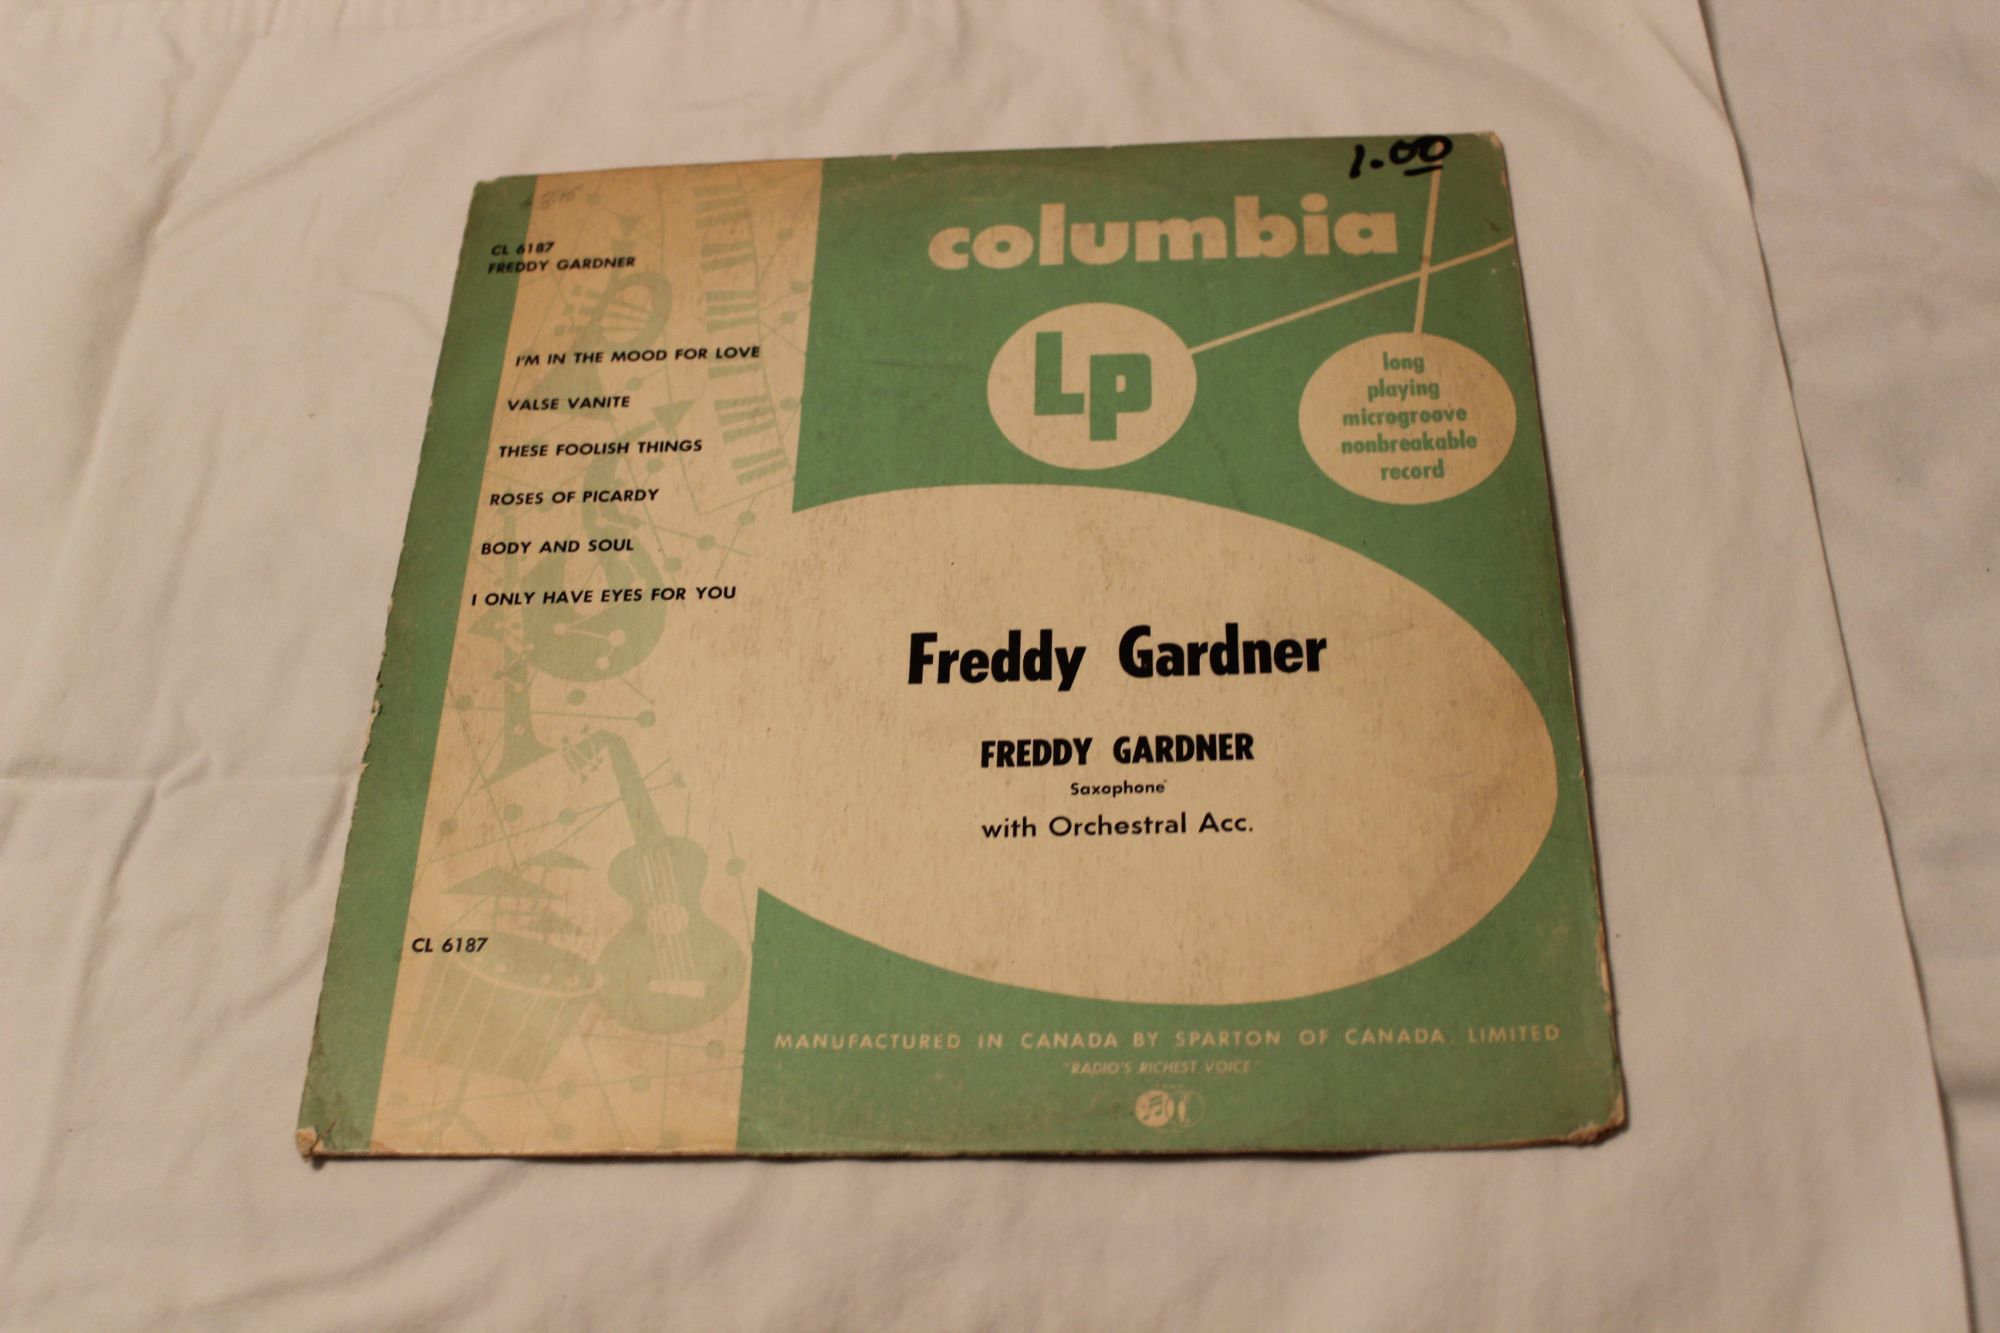 1.00
3.15
CL 6187
FREDDY GARDNER
I'M IN THE MOOD FOR LOVE
VALSE VANITE
THESE FOOLISH THINGS
ROSES OF PICARDY
BODY AND SOUL
I ONLY HAVE EYES FOR YOU
CL 6187
columbia
LP
long
playing
microgroove
nonbreakable
record
Freddy Gardner
FREDDY GARDNER
Saxophone
with Orchestral Acc.
MANUFACTURED IN CANADA BY SPARTON OF CANADA, LIMITED
"RADIO'S RICHEST VOICE"